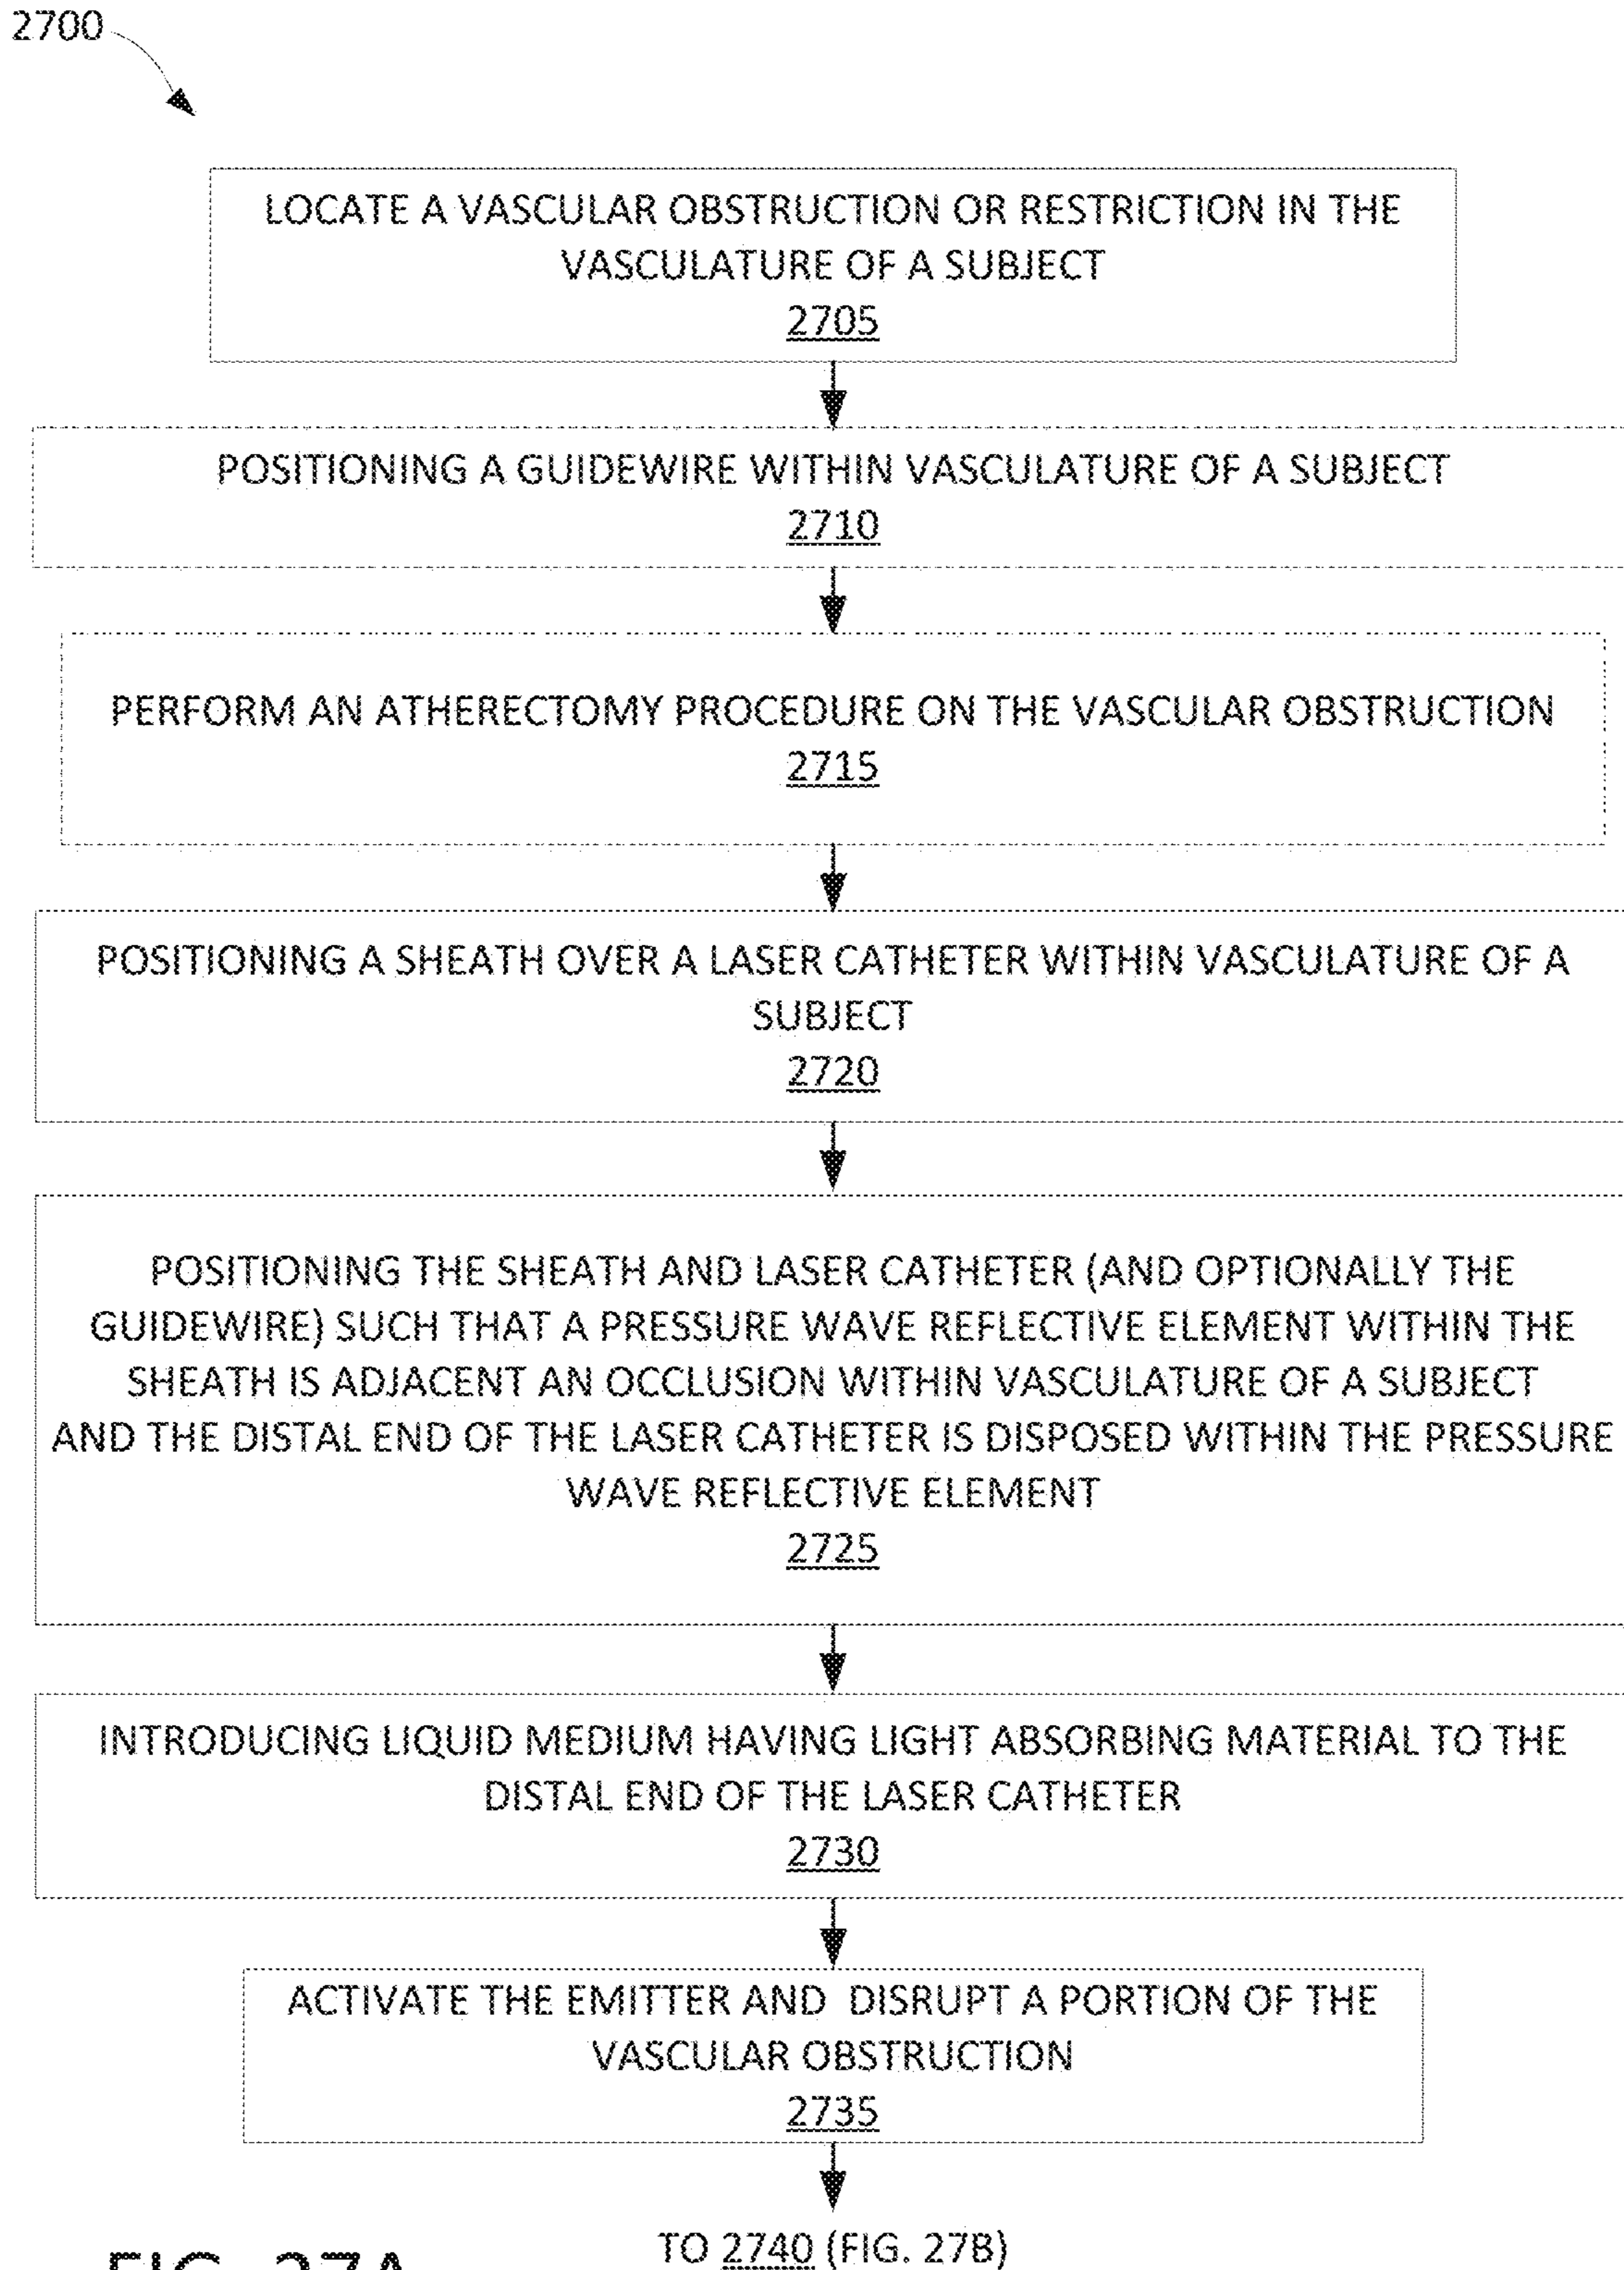 2700
LOCATE A VASCULAR OBSTRUCTION OR RESTRICTION IN THE
VASCULATURE OF A SUBJECT
2705
POSITIONING A GUIDEWIRE WITHIN VASCULATURE OF A SUBJECT
2710
PERFORM AN ATHERECTOMY PROCEDURE ON THE VASCULAR OBSTRUCTION
2715
POSITIONING A SHEATH OVER A LASER CATHETER WITHIN VASCULATURE OF A
SUBJECT
2720
POSITIONING THE SHEATH AND LASER CATHETER (AND OPTIONALLY THE
GUIDEWIRE) SUCH THAT A PRESSURE WAVE REFLECTIVE ELEMENT WITHIN THE
SHEATH IS ADJACENT AN OCCLUSION WITHIN VASCULATURE OF A SUBJECT
AND THE DISTAL END OF THE LASER CATHETER IS DISPOSED WITHIN THE PRESSURE
WAVE REFLECTIVE ELEMENT
2725
INTRODUCING LIQUID MEDIUM HAVING LIGHT ABSORBING MATERIAL TO THE
DISTAL END OF THE LASER CATHETER
2730
ACTIVATE THE EMITTER AND DISRUPT A PORTION OF THE
VASCULAR OBSTRUCTION
2735
TO 2740 (FIG. 27B)
FIG. 27A